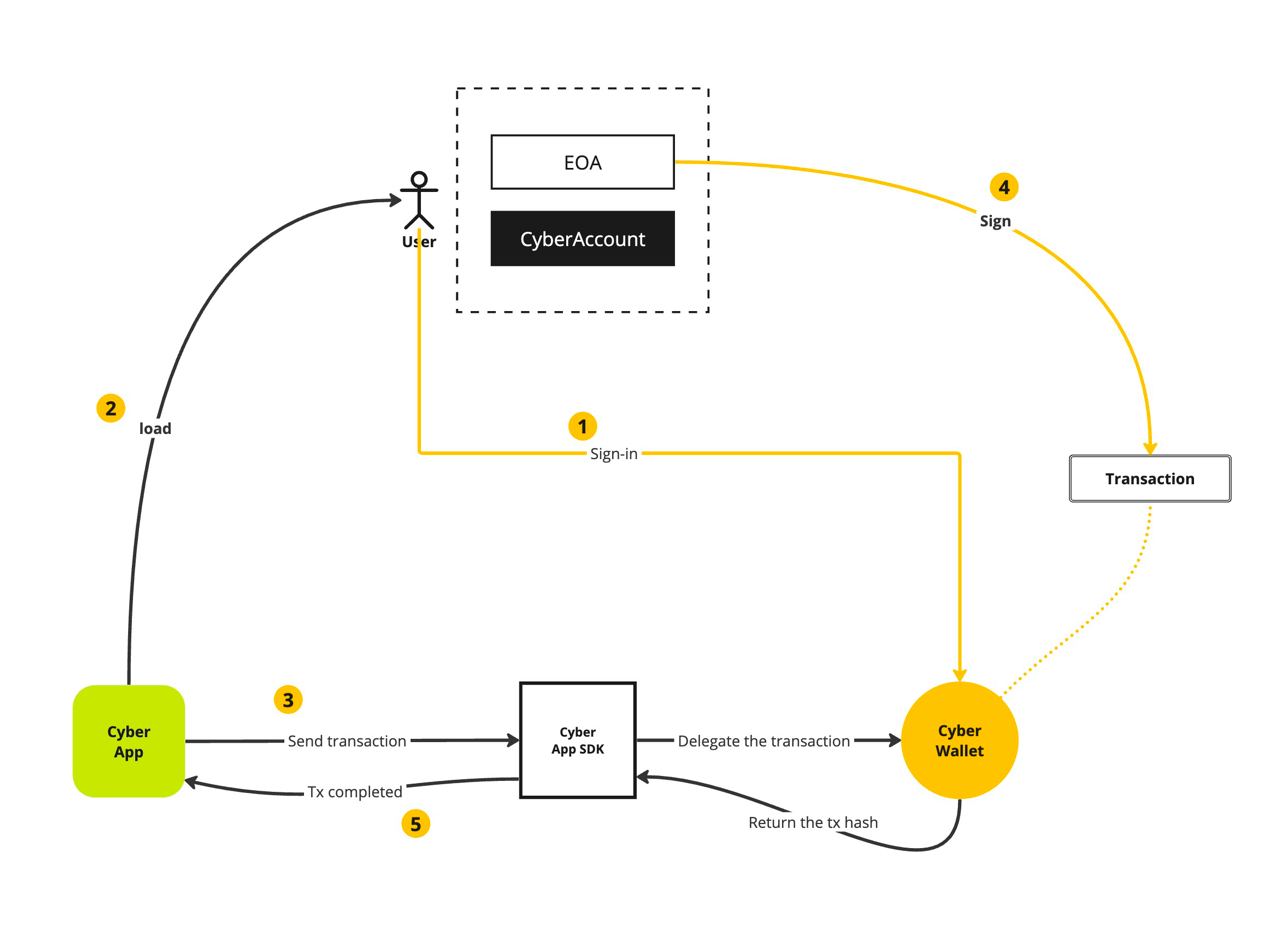 EOA
4
Sign
User
CyberAccount
2
load
1
Sign-in
Transaction
3
Cyber
App
Send transaction
Cyber
App SDK
Delegate the transaction
Cyber
Wallet
Tx completed
5
Return the tx hash